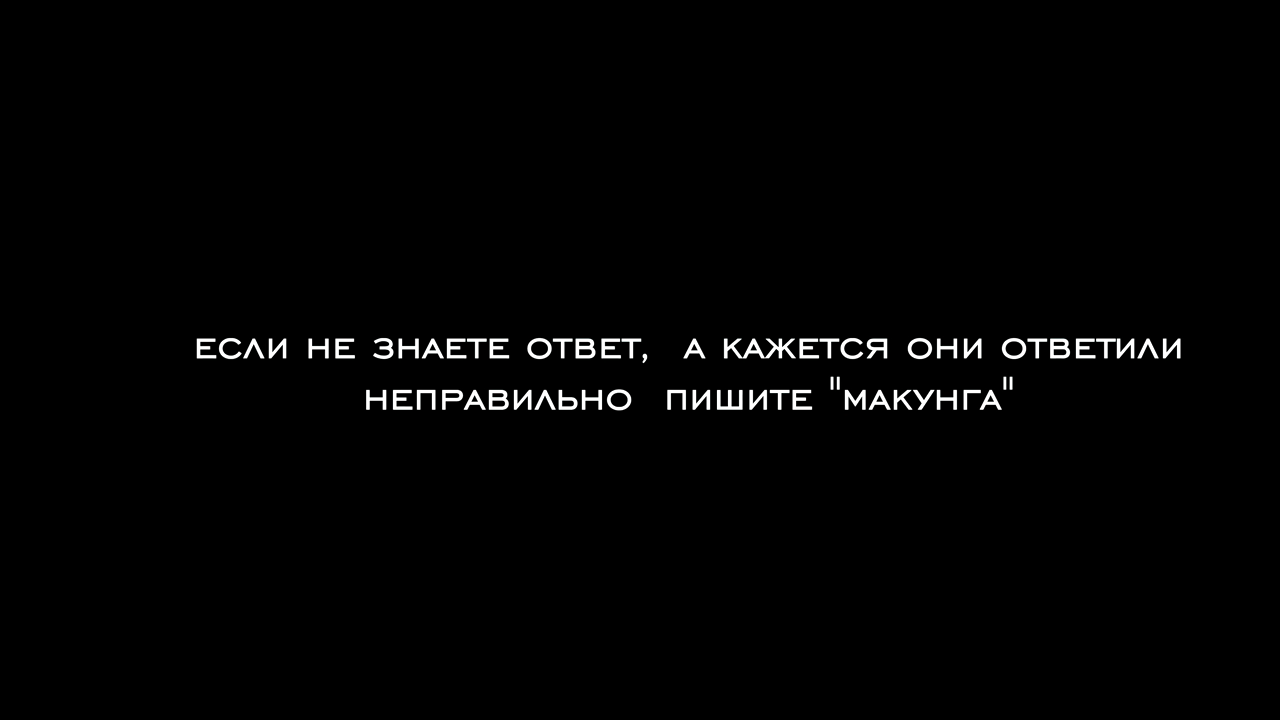 ЕСЛИ НЕ ЗНАЕТЕ ОТВЕТ, А КАЖЕТСЯ ОНИ ОТВЕТИЛИ
НЕПРАВИЛЬНО ПИШИТЕ "МАКУНГА"